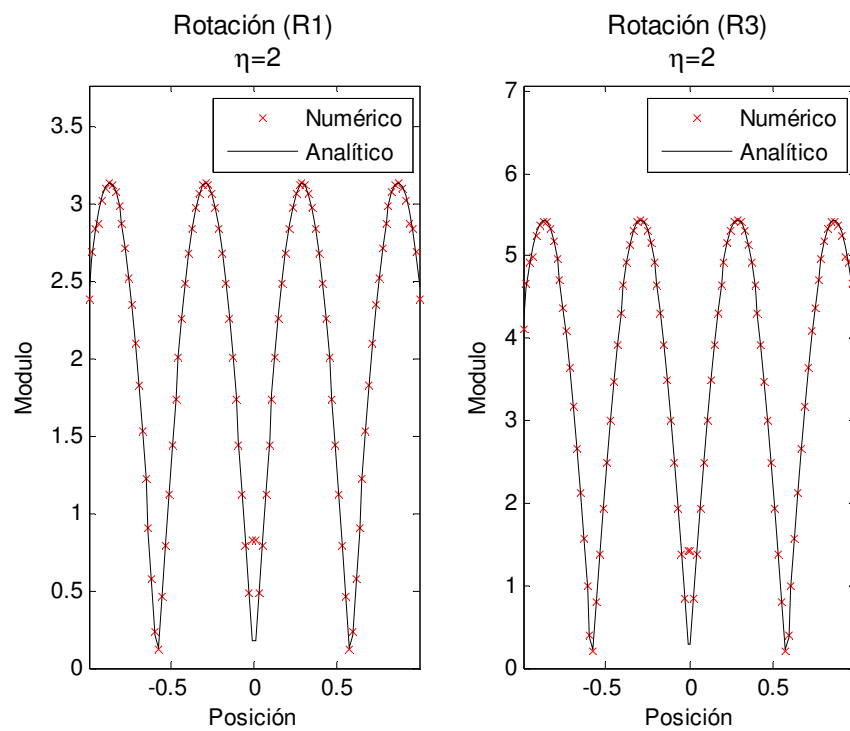 Rotación (R1)
η=2
Numérico
Analítico
3.5
3
2.5
2
1.5
1
0.5
0
Modulo
-0.5
0
0.5
Posición
Rotación (R3)
η=2
Numérico
Analítico
7
6
5
4
3
2
1
0
Modulo
-0.5
0
0.5
Posición